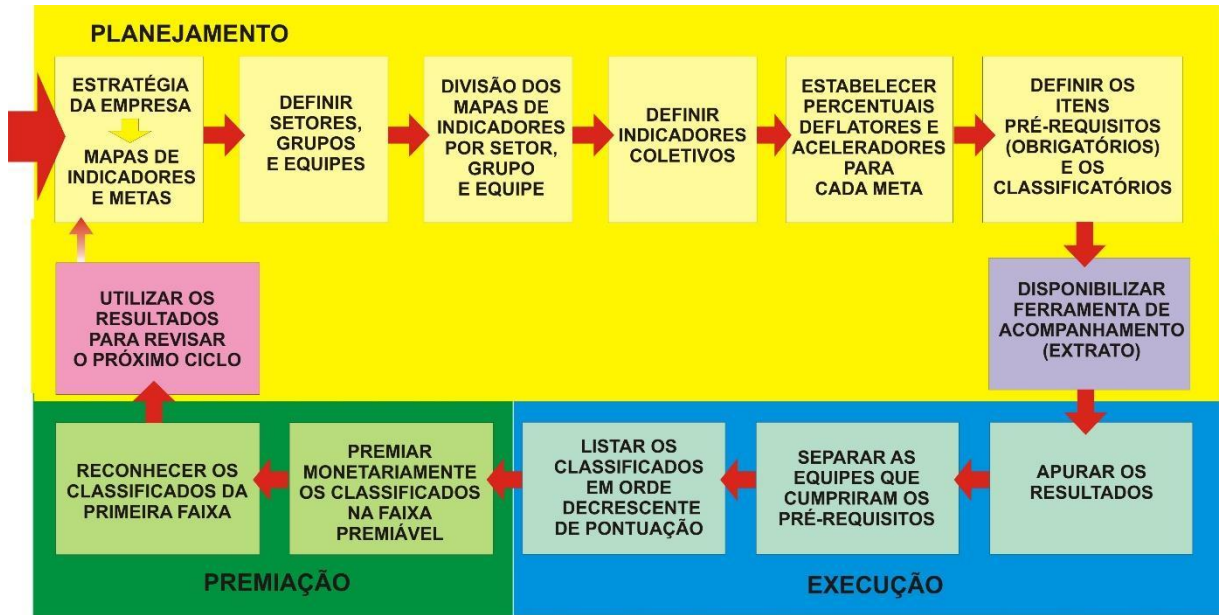 PLANEJAMENTO
ESTRATÉGIA
DA EMPRESA
MAPAS DE
INDICADORES
E METAS
DEFINIR
SETORES,
GRUPOS
E EQUIPES
DIVISÃO DOS
MAPAS DE
INDICADORES
POR SETOR,
GRUPO
E EQUIPE
DEFINIR
INDICADORES
COLETIVOS
ESTABELECER
PERCENTUAIS
DEFLATORES E
ACELERADORES
PARA
CADA META
DEFINIR OS
ITENS
PRÉ-REQUISITOS
(OBRIGATÓRIOS)
E OS
CLASSIFICATÓRIOS
DISPONIBILIZAR
FERRAMENTA DE
ACOMPANHAMENTO
(EXTRATO)
APURAR OS
RESULTADOS
SEPARAR AS
EQUIPES QUE
CUMPRIRAM OS
PRÉ-REQUISITOS
LISTAR OS
CLASSIFICADOS
EM ORDE
DECRESCENTE
DE PONTUAÇÃO
EXECUÇÃO
PREMIAR
MONETARIAMENTE
OS CLASSIFICADOS
NA FAIXA
PREMIÁVEL
RECONHECER OS
CLASSIFICADOS DA
PRIMEIRA FAIXA
PREMIAÇÃO
UTILIZAR OS
RESULTADOS
PARA REVISAR
O PRÓXIMO CICLO